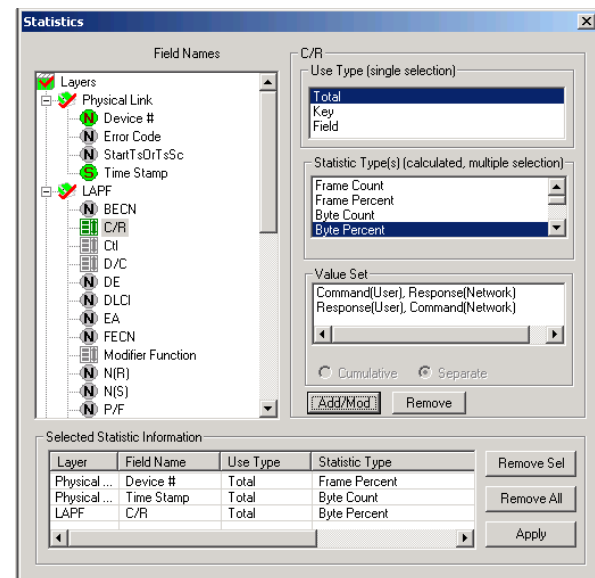 Statistics
Field Names
Layers
Physical Link
N Device #
N Error Code
N StartTsOrTsSc
S Time Stamp
LAPF
N BECN
C/R
Ctl
D/C
N DE
N DLCI
N EA
N FECN
Modifier Function
N N(R)
N N(S)
N P/F
C/R
Use Type (single selection)
Total
Key
Field
Statistic Type(s) (calculated, multiple selection)
Frame Count
Frame Percent
Byte Count
Byte Percent
Value Set
Command(User), Response(Network)
Response(User), Command(Network)
Cumulative Separate
Add/Mod Remove
Selected Statistic Information
Layer Field Name Use Type Statistic Type
Physical ... Device # Total Frame Percent
Physical ... Time Stamp Total Byte Count
LAPF C/R Total Byte Percent
Remove Sel
Remove All
Apply